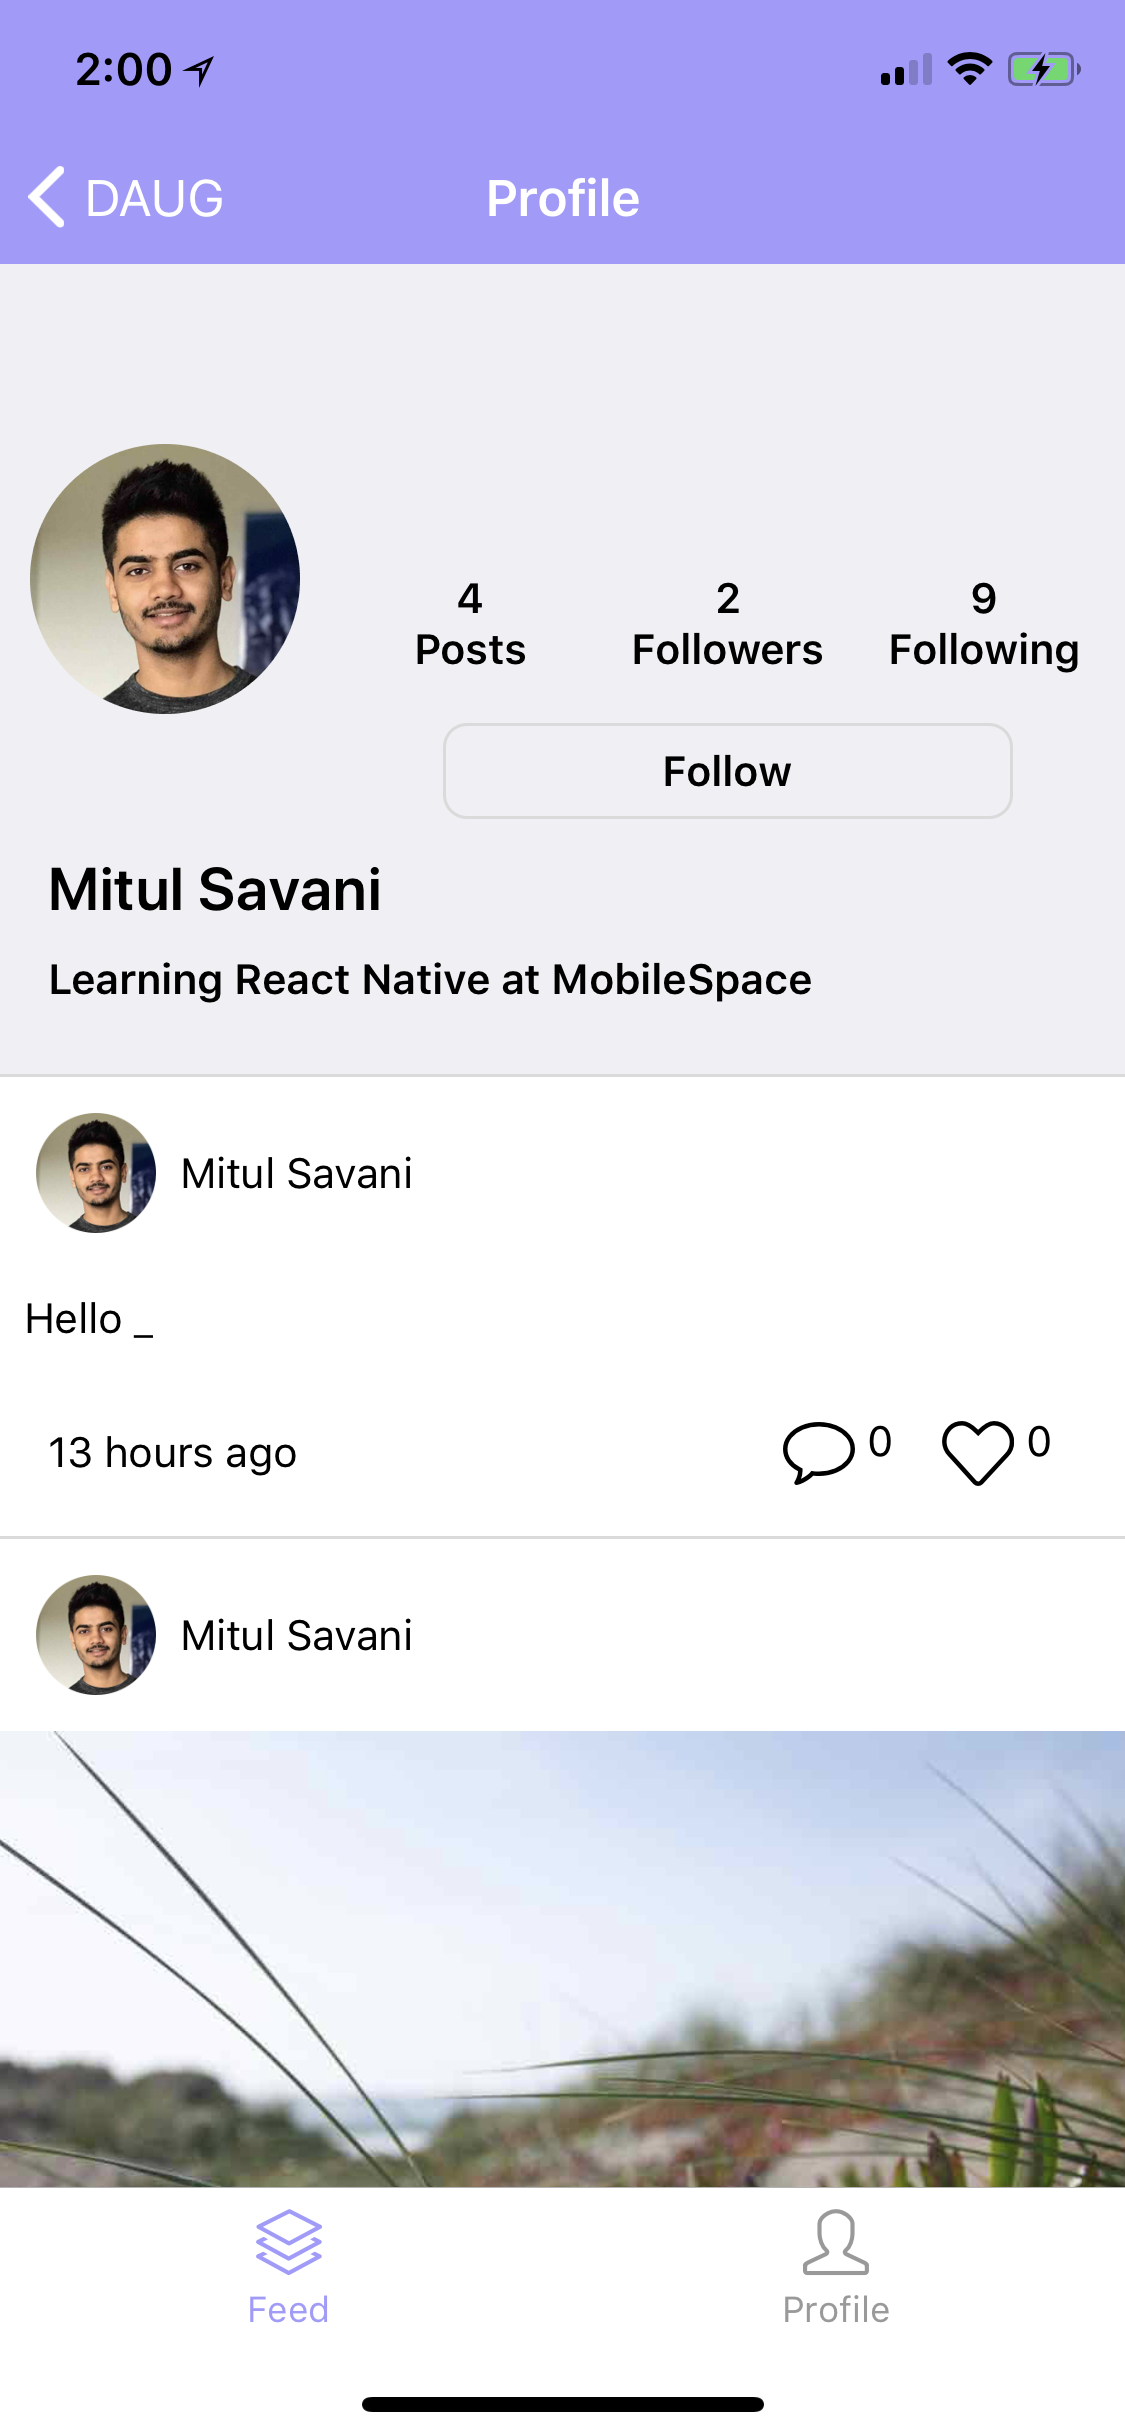 2:00
DAUG
Profile
4 2 9
Posts Followers Following
Follow
Mitul Savani
Learning React Native at MobileSpace
Mitul Savani
Hello _
13 hours ago 0 0
Mitul Savani
Feed Profile